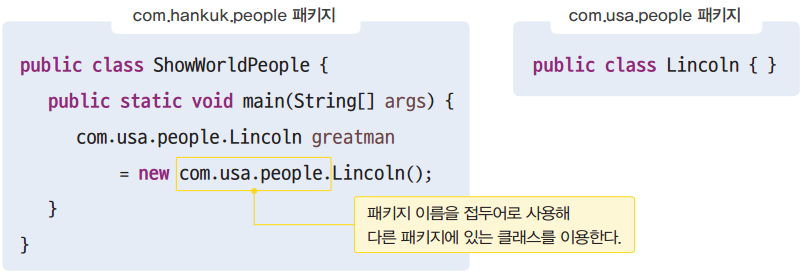 com.hankuk.people 패키지
public class ShowWorldPeople {
public static void main(String[] args) {
com.usa.people.Lincoln greatman
= new com.usa.people.Lincoln();
}
}
패키지 이름을 접두어로 사용해
다른 패키지에 있는 클래스를 이용한다.
com.usa.people 패키지
public class Lincoln { }